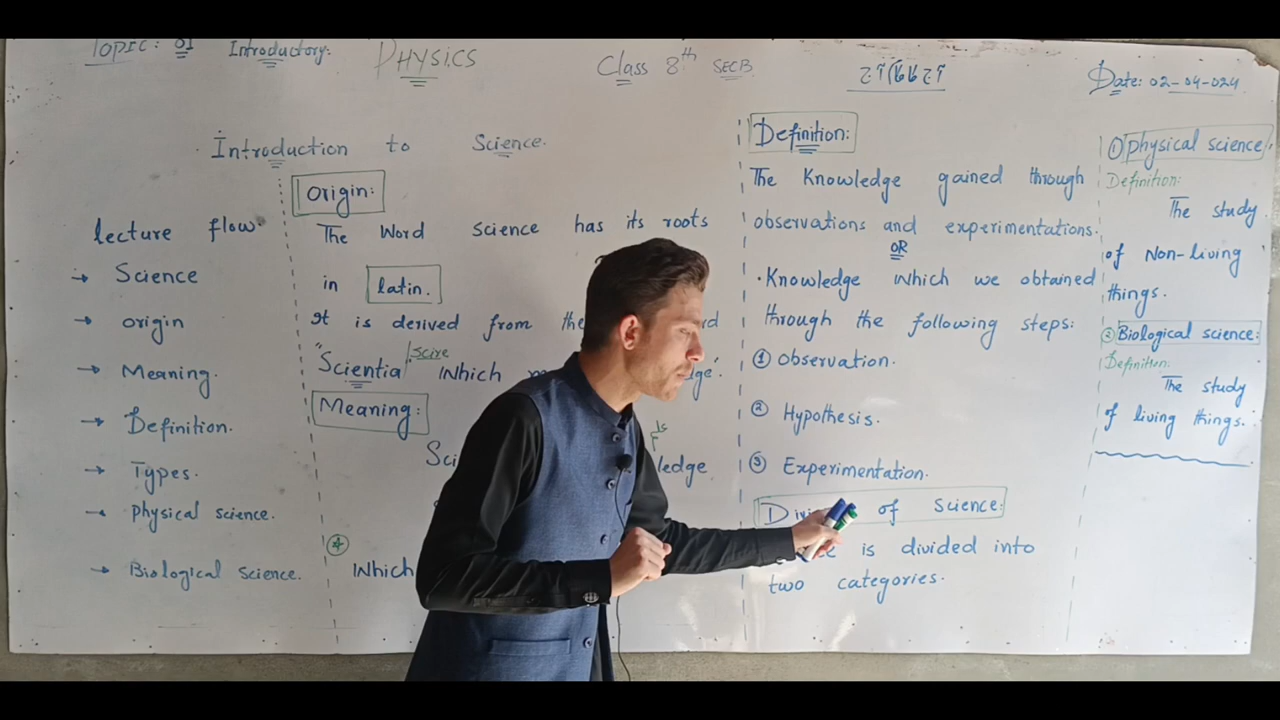 Topic: 01 Introductory: PHYSICS Class 8th SEC B Date: 02-04-024
Introduction to Science.
lecture flow
→ Science
→ origin
→ Meaning.
→ Definition.
→ Types.
→ physical science.
→ Biological science.
Origin:
The Word science has its roots
in latin.
It is derived from the
"Scientia / scire Which
Meaning:
Which
Definition:
The Knowledge gained through
observations and experimentations.
OR
. Knowledge which we obtained
through the following steps:
① Observation.
② Hypothesis.
③ Experimentation.
of Science:
is divided into
two categories.
① physical science
Definition:
The study
of Non-living
things.
② Biological science:
Definition:
The study
of living things.